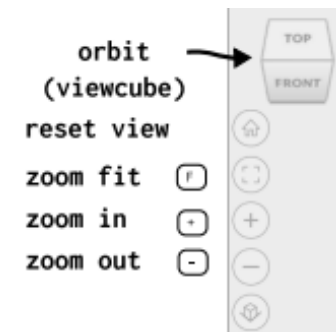 orbit
(viewcube)
TOP
FRONT
reset view
zoom fit F
zoom in +
zoom out -